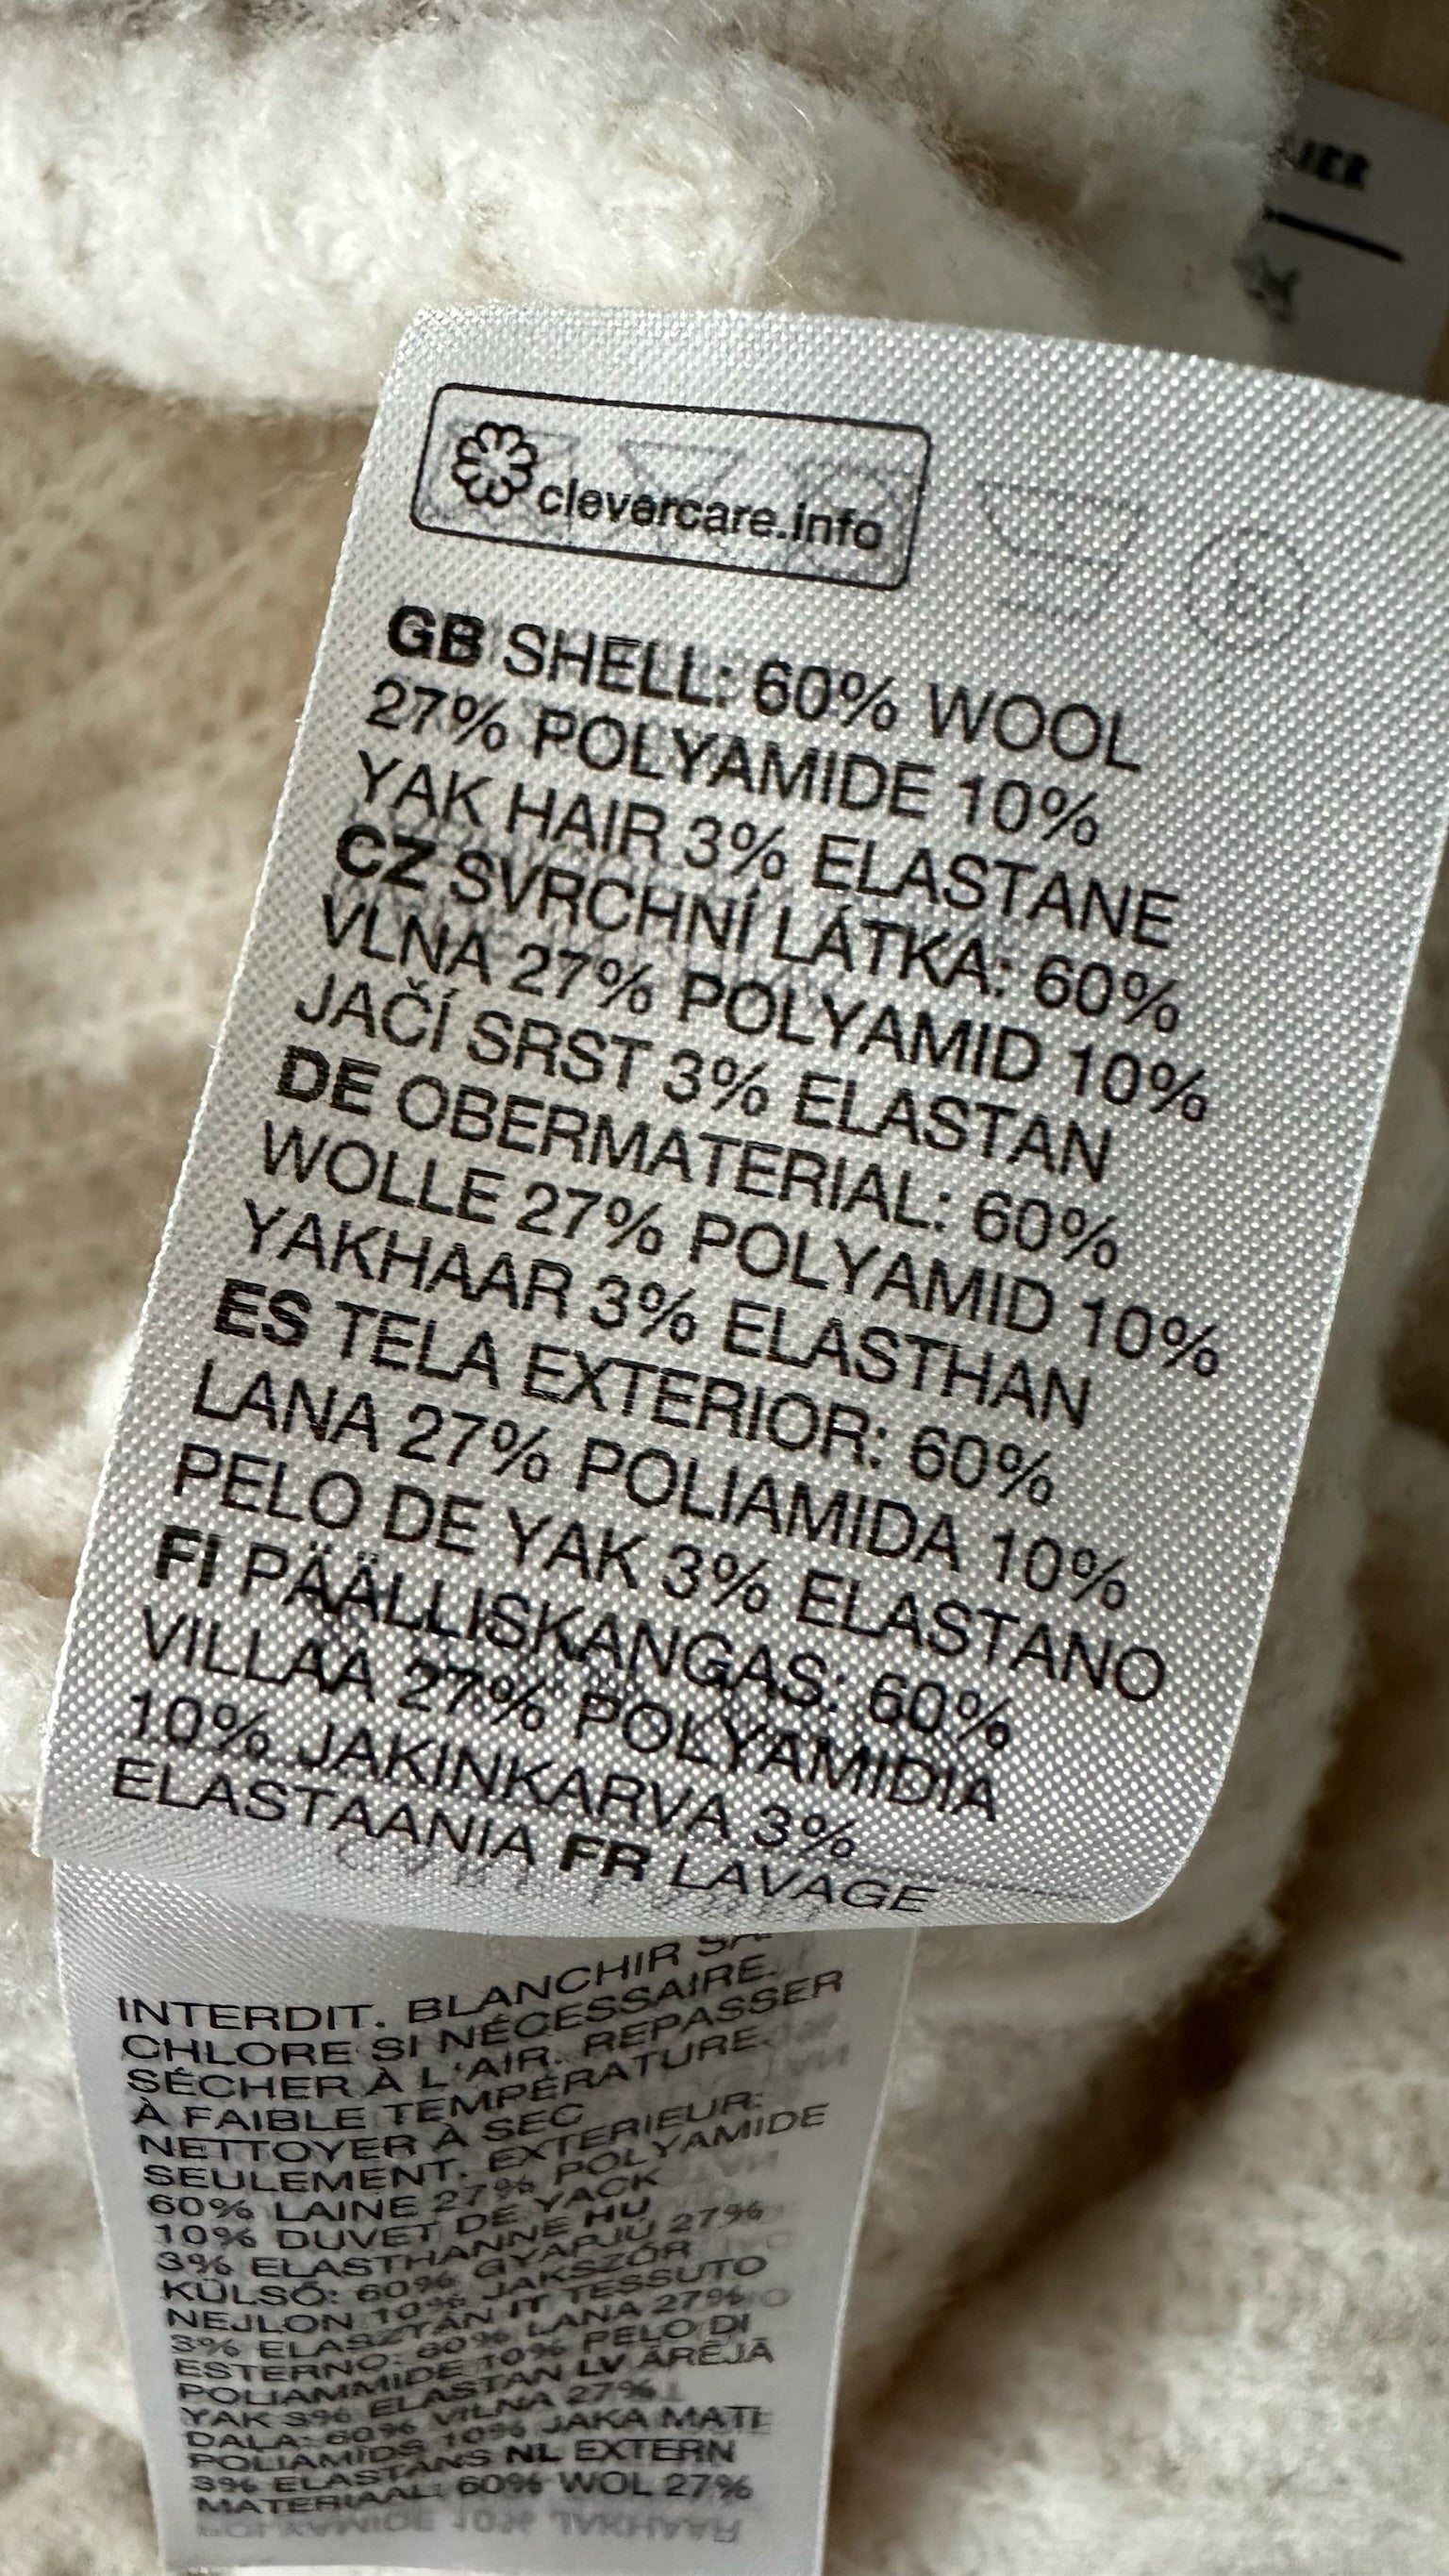 clevercare.info
GB SHELL: 60% WOOL
27% POLYAMIDE 10%
YAK HAIR 3% ELASTANE
CZ SVRCHNÍ LÁTKA: 60%
VLNA 27% POLYAMID 10%
JAČÍ SRST 3% ELASTAN
DE OBERMATERIAL: 60%
WOLLE 27% POLYAMID 10%
YAKHAAR 3% ELASTHAN
ES TELA EXTERIOR: 60%
LANA 27% POLIAMIDA 10%
PELO DE YAK 3% ELASTANO
FI PÄÄLLISKANGAS: 60%
VILLAA 27% POLYAMIDIA
10% JAKINKARVA 3%
ELASTAANIA FR LAVAGE
INTERDIT. BLANCHIR
CHLORE SI NÉCESSAIRE.
SÉCHER À L'AIR. REPASSER
À FAIBLE TEMPÉRATURE.
NETTOYER À SEC
SEULEMENT. EXTERIEUR:
60% LAINE 27% POLYAMIDE
10% DUVET DE YACK
3% ELASTHANNE HU
KÜLSŐ: 60% GYAPJÚ 27%
NEJLON 10% JAKSZŐR
3% ELASZTÁN IT TESSUTO
ESTERNO: 60% LANA 27%
POLIAMMIDE 10% PELO DI
YAK 3% ELASTAN LV ĀRĒJĀ
DAĻA: 60% VILNA 27%
POLIAMĪDS 10% JAKA MATI
3% ELASTĀNS NL EXTERN
MATERIAAL: 60% WOL 27%